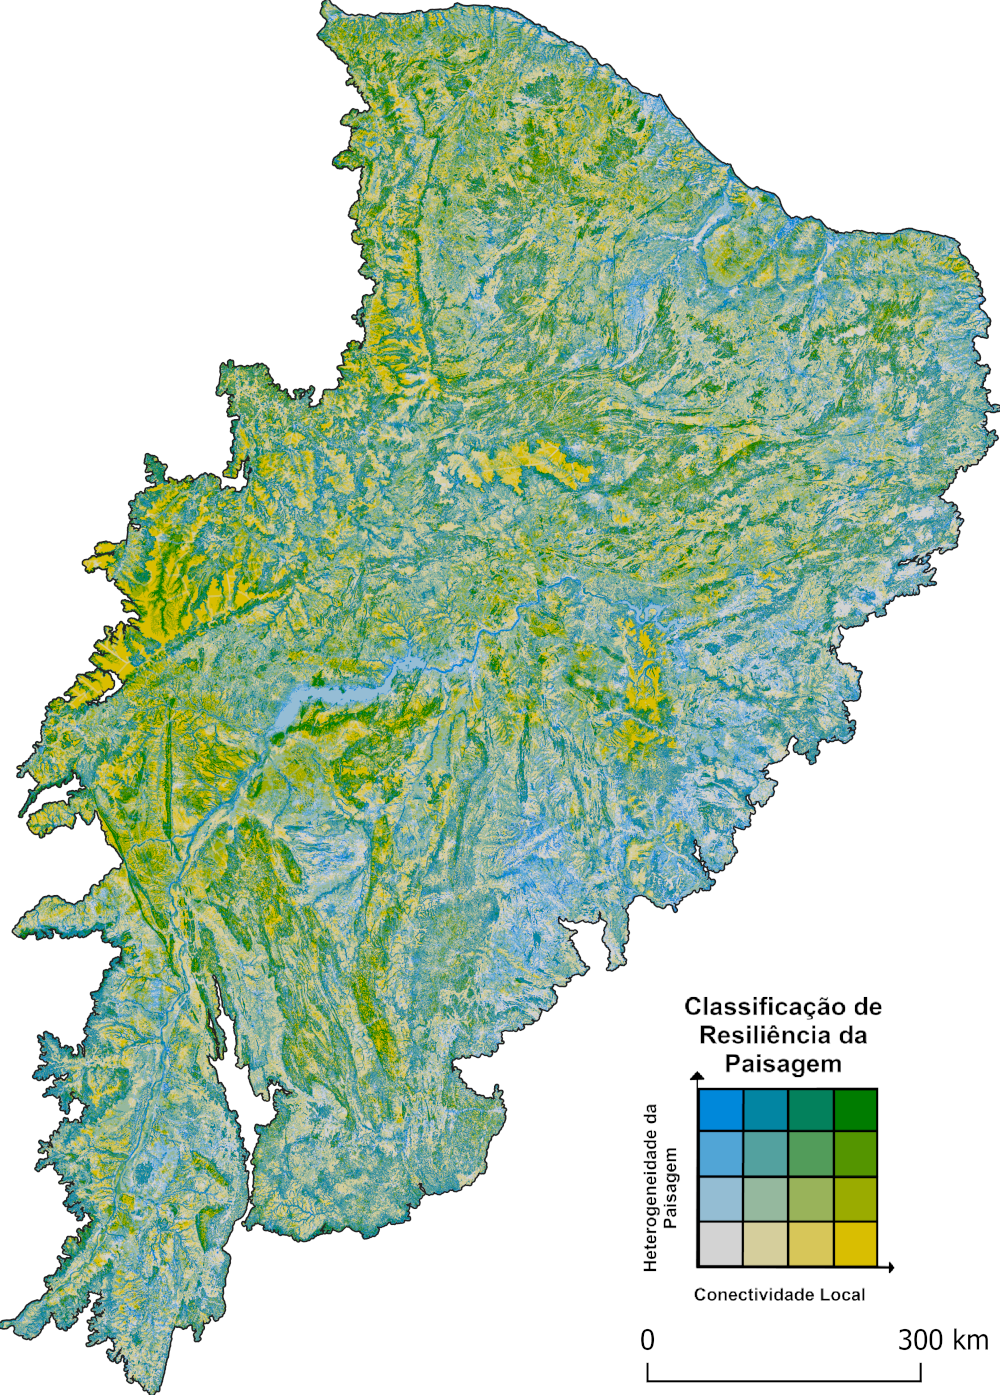 Classificação de
Resiliência da
Paisagem
Heterogeneidade da
Paisagem
Conectividade Local
0 300 km